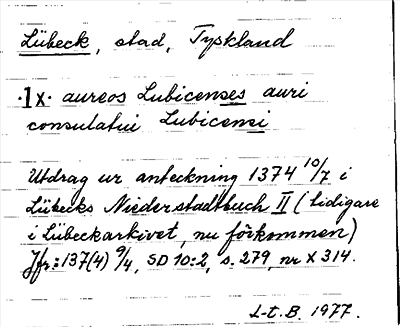 Lübeck, stad, Tyskland
·1x· aureos Lubicenses auri
consulatui Lubicensi
Utdrag ur anteckning 1374 10/7 i
Lübecks Niederstadtbuch II (tidigare
i Lübeckarkivet, nu förkommen)
Jfr: 137(4) 9/4, SD 10:2, s. 279, nr X 314.
L-t. B. 1977.